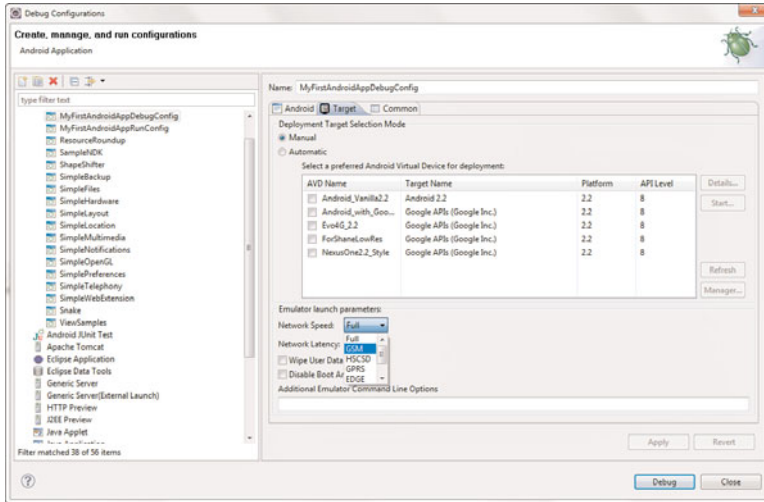 Debug Configurations
Create, manage, and run configurations
Android Application
type filter text
MyFirstAndroidAppDebugConfig
MyFirstAndroidAppRunConfig
ResourceRoundup
SampleNDK
ShapeShifter
SimpleBackup
SimpleFiles
SimpleHardware
SimpleLayout
SimpleLocation
SimpleMultimedia
SimpleNotifications
SimpleOpenGL
SimplePreferences
SimpleTelephony
SimpleWebExtension
Snake
ViewSamples
Android JUnit Test
Apache Tomcat
Eclipse Application
Eclipse Data Tools
Generic Server
Generic Server(External Launch)
HTTP Preview
J2EE Preview
Java Applet
Java Application
Filter matched 38 of 56 items
Name: MyFirstAndroidAppDebugConfig
Android Target Common
Deployment Target Selection Mode
Manual
Automatic
Select a preferred Android Virtual Device for deployment:
AVD Name Target Name Platform API Level
Android_Vanilla2.2 Android 2.2 2.2 8
Android_with_Goo... Google APIs (Google Inc.) 2.2 8
Evo4G_2.2 Google APIs (Google Inc.) 2.2 8
ForShaneLowRes Google APIs (Google Inc.) 2.2 8
NexusOne2.2_Style Google APIs (Google Inc.) 2.2 8
Details...
Start...
Refresh
Manager...
Emulator launch parameters:
Network Speed: Full
Full
GSM
HSCSD
GPRS
EDGE
Network Latency:
Wipe User Data
Disable Boot An
Additional Emulator Command Line Options
Apply Revert
Debug Close